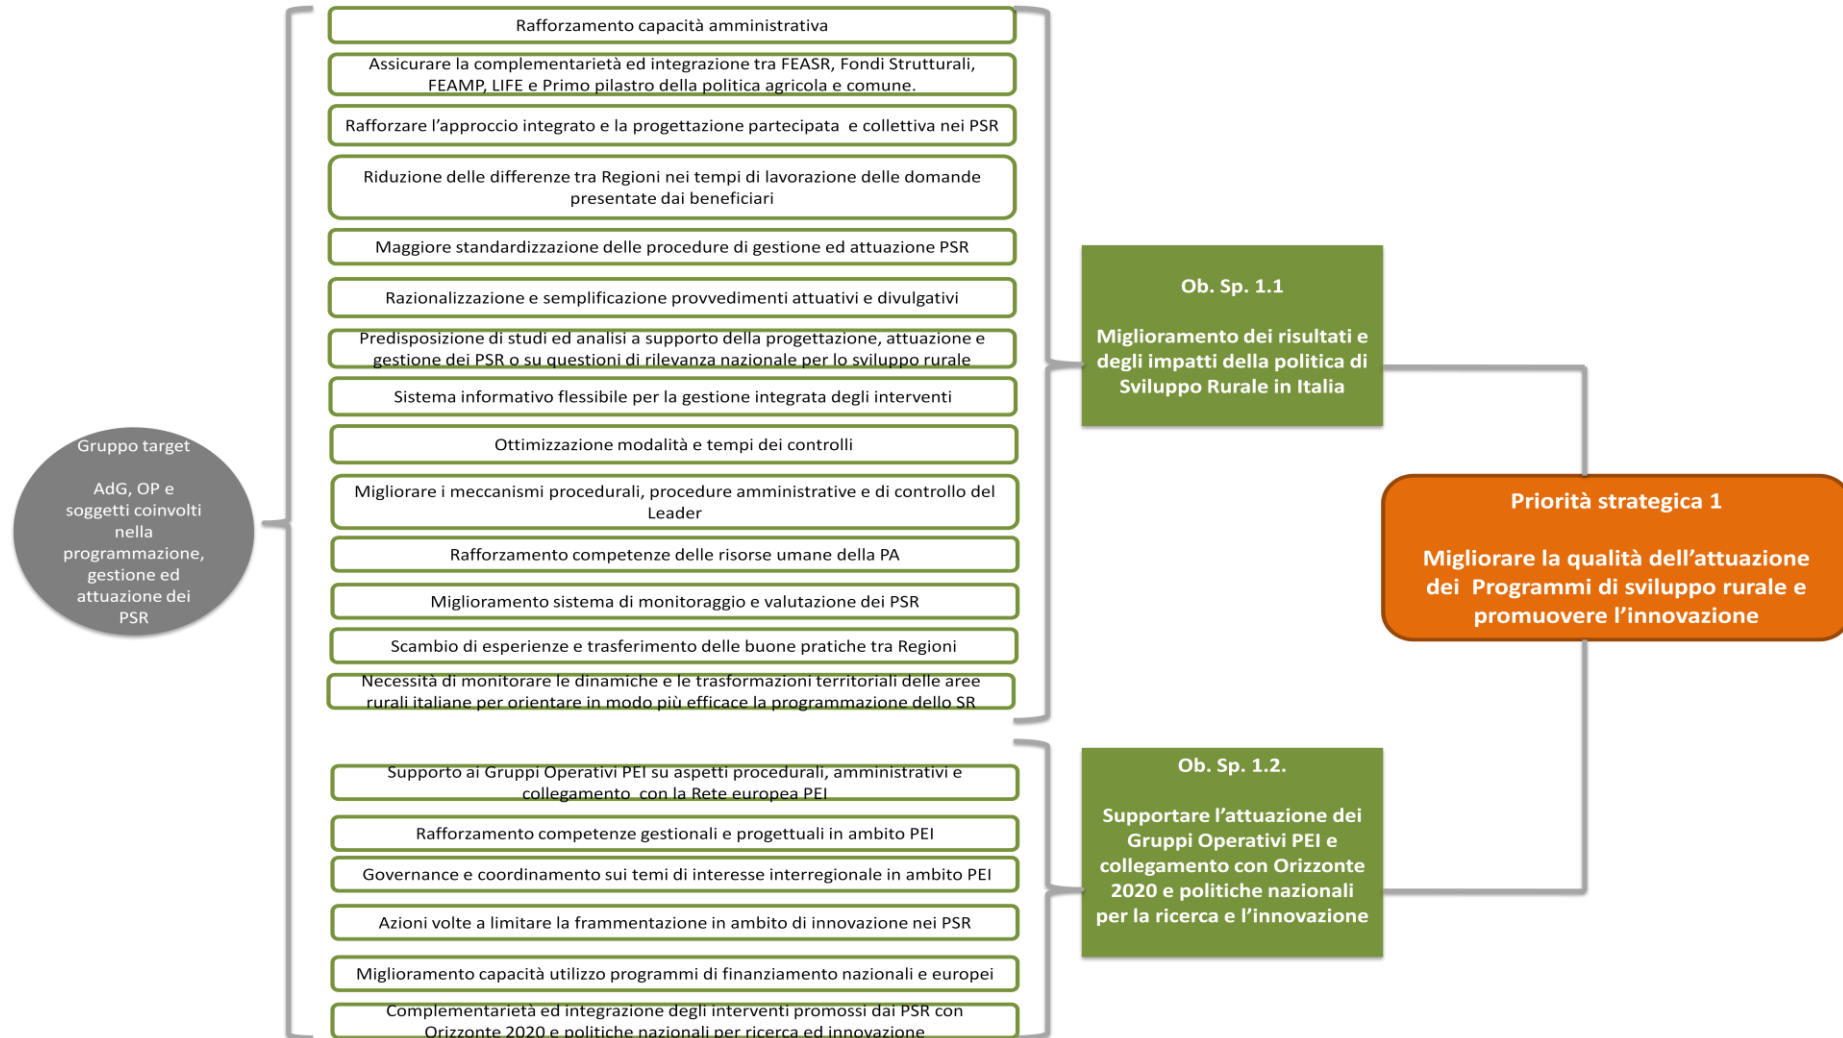 Gruppo target
AdG, OP e
soggetti coinvolti
nella
programmazione,
gestione ed
attuazione dei
PSR
Rafforzamento capacità amministrativa
Assicurare la complementarietà ed integrazione tra FEASR, Fondi Strutturali,
FEAMP, LIFE e Primo pilastro della politica agricola e comune.
Rafforzare l’approccio integrato e la progettazione partecipata e collettiva nei PSR
Riduzione delle differenze tra Regioni nei tempi di lavorazione delle domande
presentate dai beneficiari
Maggiore standardizzazione delle procedure di gestione ed attuazione PSR
Razionalizzazione e semplificazione provvedimenti attuativi e divulgativi
Predisposizione di studi ed analisi a supporto della progettazione, attuazione e
gestione dei PSR o su questioni di rilevanza nazionale per lo sviluppo rurale
Sistema informativo flessibile per la gestione integrata degli interventi
Ottimizzazione modalità e tempi dei controlli
Migliorare i meccanismi procedurali, procedure amministrative e di controllo del
Leader
Rafforzamento competenze delle risorse umane della PA
Miglioramento sistema di monitoraggio e valutazione dei PSR
Scambio di esperienze e trasferimento delle buone pratiche tra Regioni
Necessità di monitorare le dinamiche e le trasformazioni territoriali delle aree
rurali italiane per orientare in modo più efficace la programmazione dello SR
Supporto ai Gruppi Operativi PEI su aspetti procedurali, amministrativi e
collegamento con la Rete europea PEI
Rafforzamento competenze gestionali e progettuali in ambito PEI
Governance e coordinamento sui temi di interesse interregionale in ambito PEI
Azioni volte a limitare la frammentazione in ambito di innovazione nei PSR
Miglioramento capacità utilizzo programmi di finanziamento nazionali e europei
Complementarietà ed integrazione degli interventi promossi dai PSR con
Orizzonte 2020 e politiche nazionali per ricerca ed innovazione
Ob. Sp. 1.1
Miglioramento dei risultati e
degli impatti della politica di
Sviluppo Rurale in Italia
Ob. Sp. 1.2.
Supportare l’attuazione dei
Gruppi Operativi PEI e
collegamento con Orizzonte
2020 e politiche nazionali
per la ricerca e l’innovazione
Priorità strategica 1
Migliorare la qualità dell’attuazione
dei Programmi di sviluppo rurale e
promuovere l’innovazione